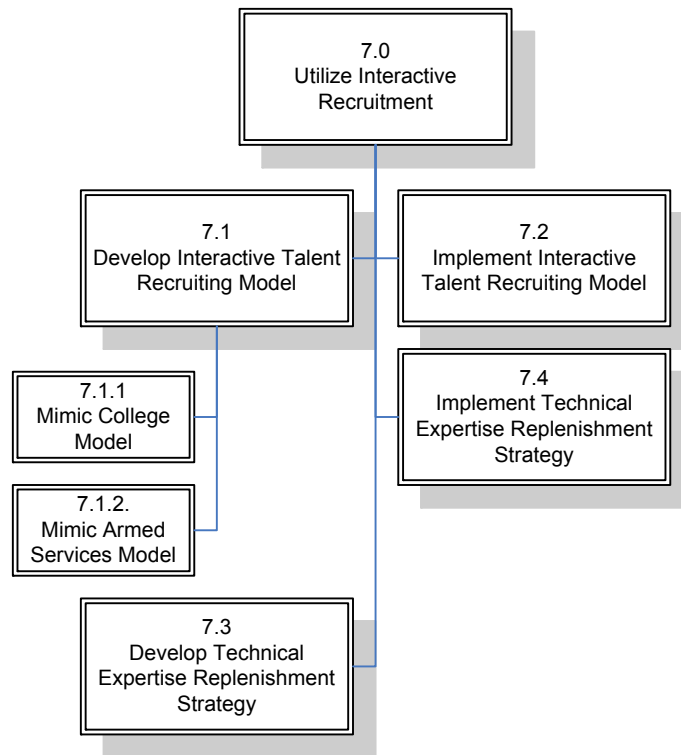 7.0
Utilize Interactive
Recruitment
7.1
Develop Interactive Talent
Recruiting Model
7.2
Implement Interactive
Talent Recruiting Model
7.1.1
Mimic College
Model
7.4
Implement Technical
Expertise Replenishment
Strategy
7.1.2.
Mimic Armed
Services Model
7.3
Develop Technical
Expertise Replenishment
Strategy